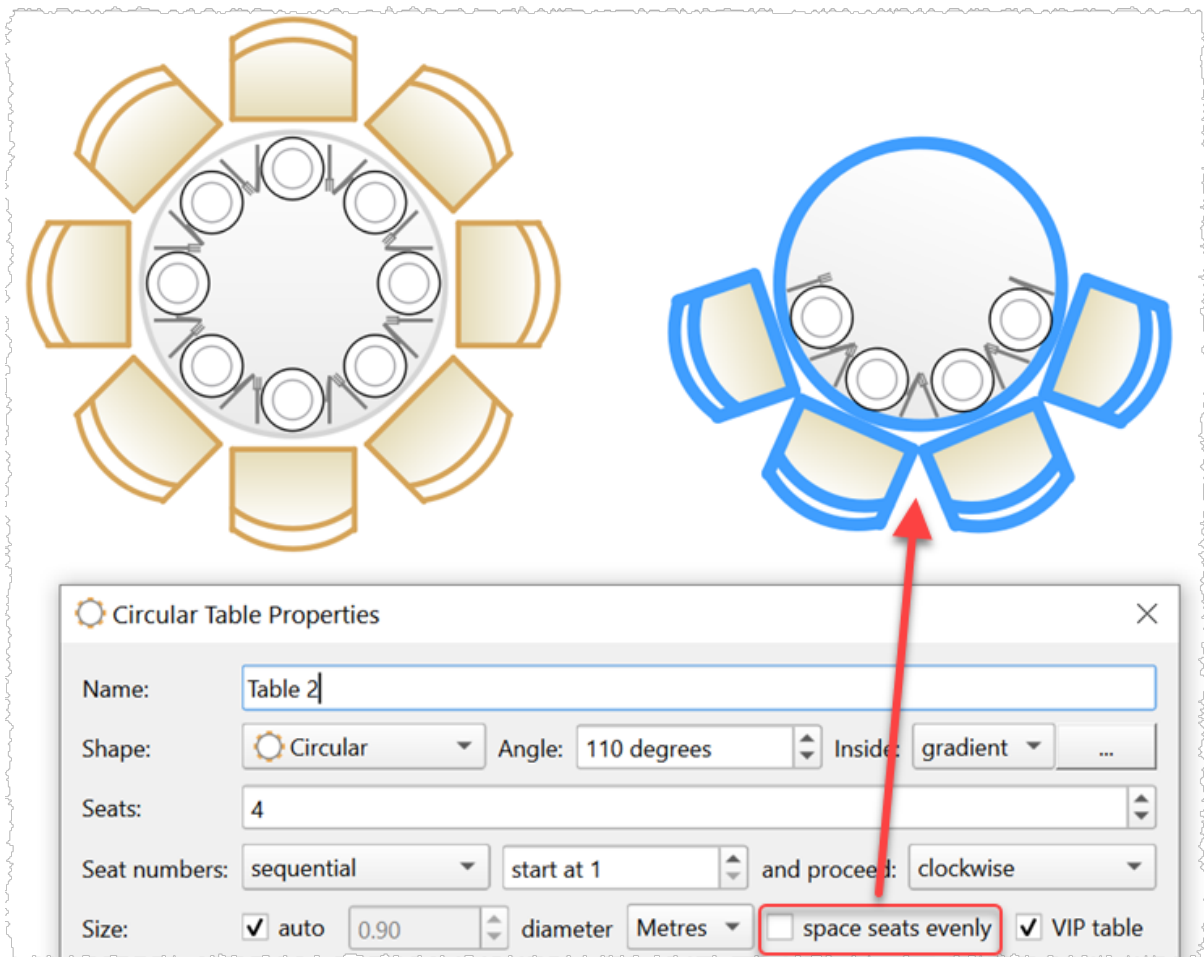 Circular Table Properties
Name: Table 2
Shape: Circular Angle: 110 degrees Inside: gradient ...
Seats: 4
Seat numbers: sequential start at 1 and proceed: clockwise
Size: auto 0.90 diameter Metres space seats evenly VIP table